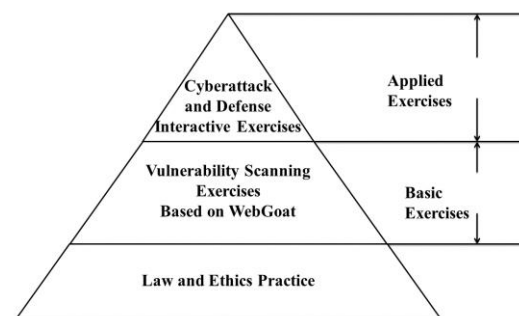 Cyberattack
and Defense
Interactive Exercises
Applied
Exercises
Vulnerability Scanning
Exercises
Based on WebGoat
Basic
Exercises
Law and Ethics Practice